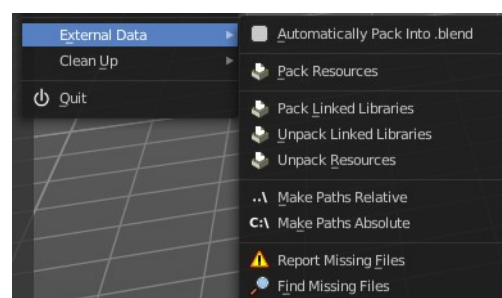 External Data
Clean Up
Quit
Automatically Pack Into .blend
Pack Resources
Pack Linked Libraries
Unpack Linked Libraries
Unpack Resources
..\ Make Paths Relative
C:\ Make Paths Absolute
Report Missing Files
Find Missing Files